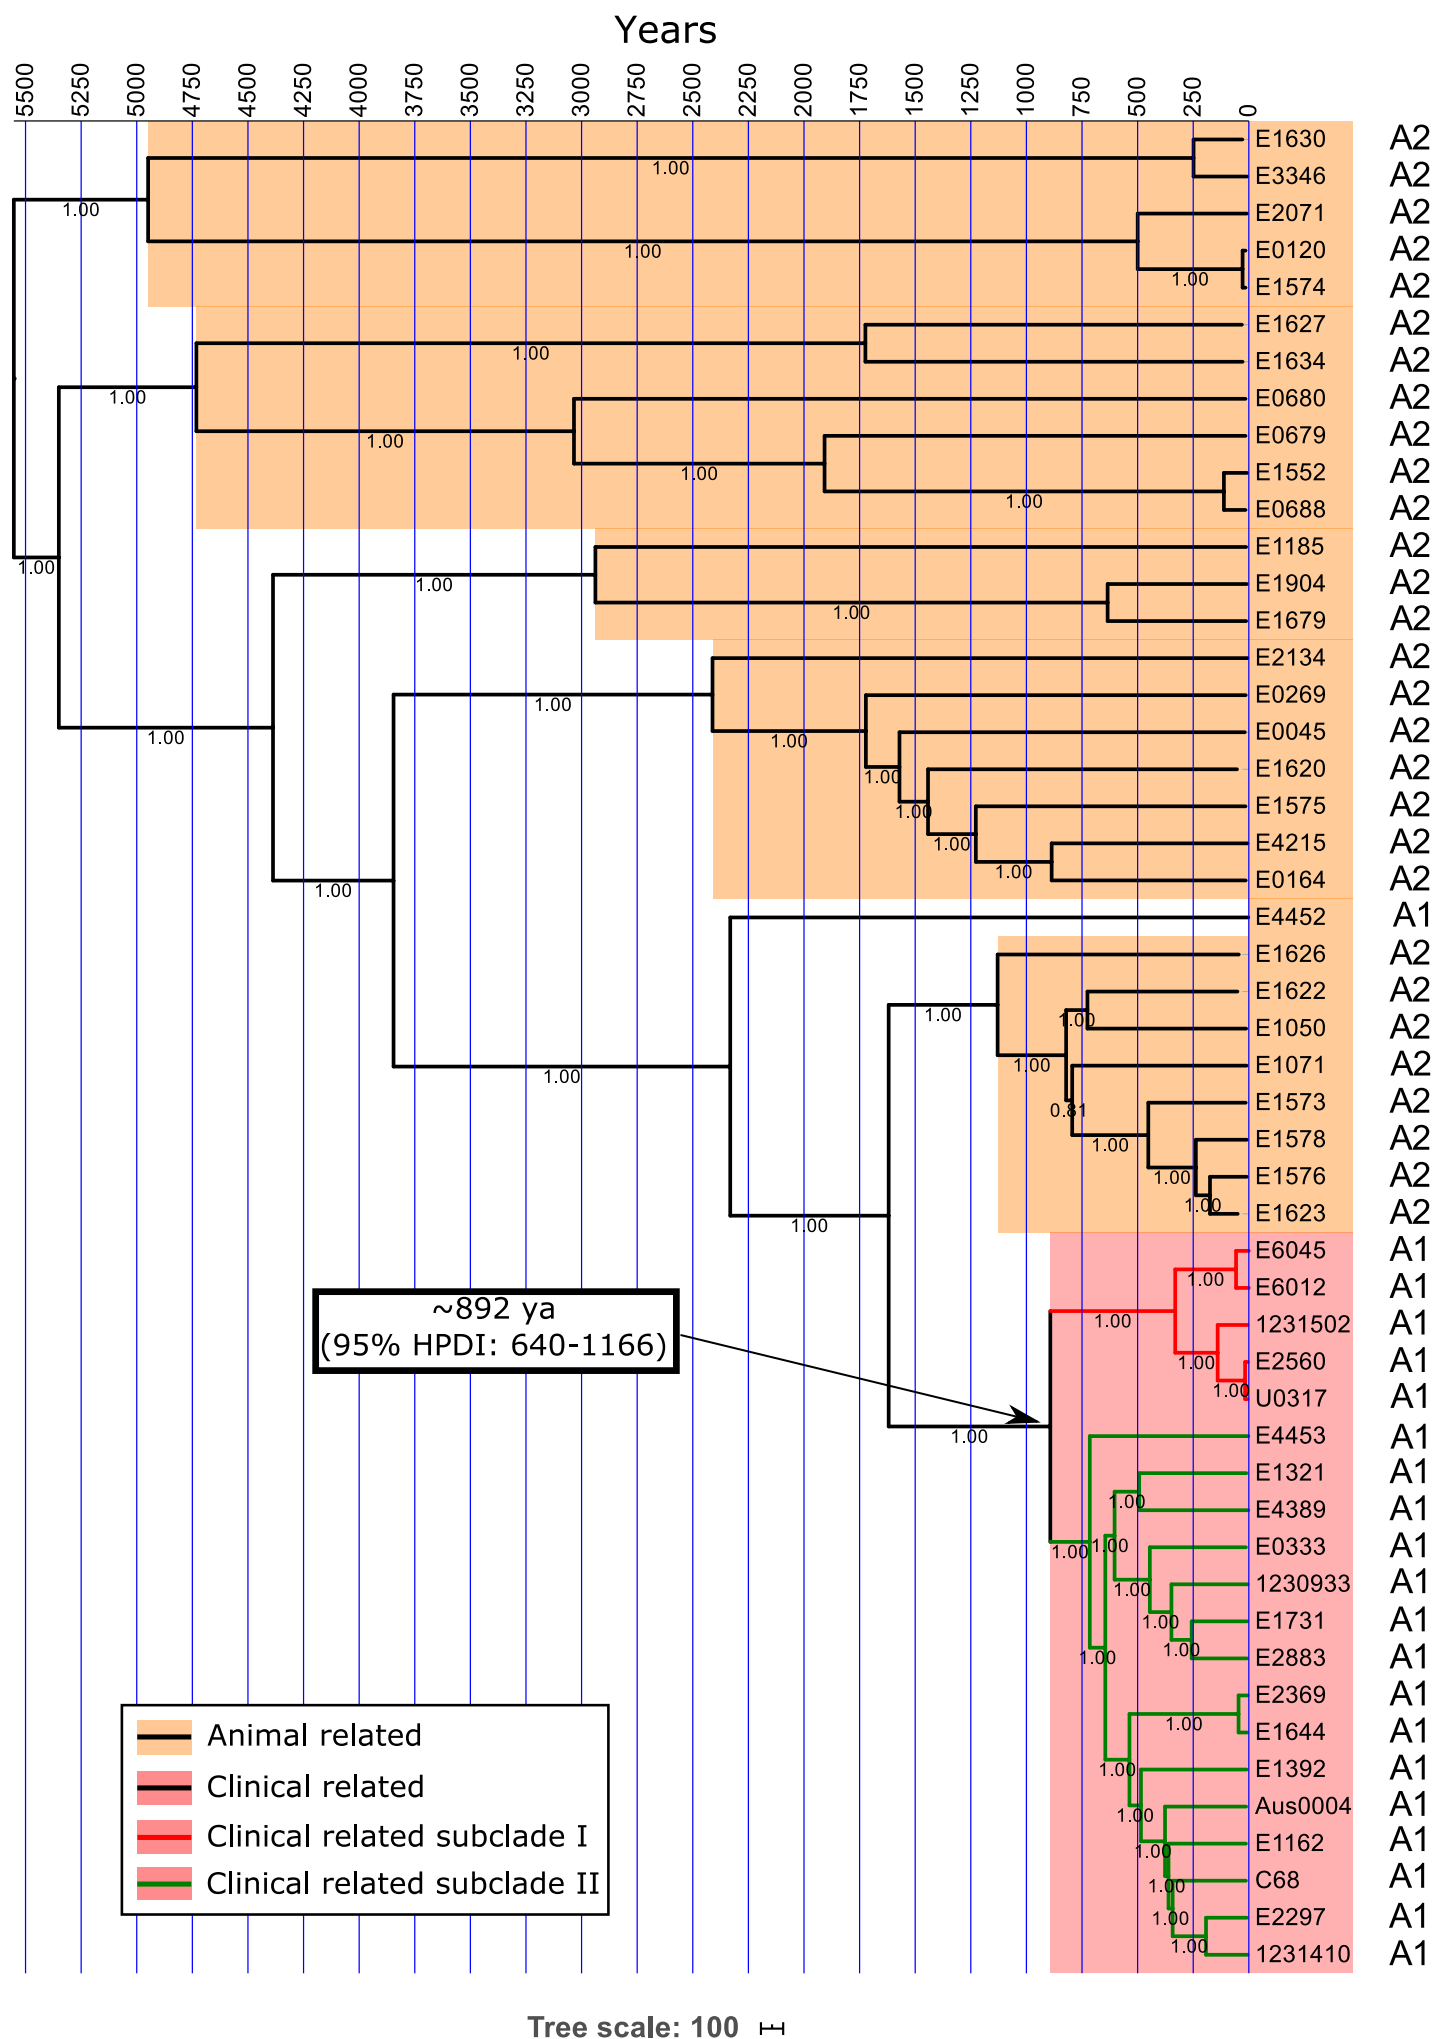 Years
5500 5250 5000 4750 4500 4250 4000 3750 3500 3250 3000 2750 2500 2250 2000 1750 1500 1250 1000 750 500 250 0
E1630 A2
1.00
E3346 A2
1.00
E2071 A2
1.00
E0120 A2
1.00
E1574 A2
E1627 A2
1.00
E1634 A2
1.00
E0680 A2
1.00
E0679 A2
1.00
E1552 A2
1.00
E0688 A2
E1185 A2
1.00
1.00
E1904 A2
1.00
E1679 A2
E2134 A2
E0269 A2
1.00
E0045 A2
1.00
1.00
E1620 A2
1.00
E1575 A2
1.00
E4215 A2
1.00
1.00
E0164 A2
1.00
E4452 A1
E1626 A2
E1622 A2
1.00
1.00
E1050 A2
E1071 A2
1.00
1.00
E1573 A2
0.81
E1578 A2
1.00
E1576 A2
1.00
E1623 A2
1.00
1.00
E6045 A1
1.00
E6012 A1
~892 ya
(95% HPDI: 640-1166)
1.00
1231502 A1
E2560 A1
1.00
U0317 A1
1.00
E4453 A1
1.00
E1321 A1
E4389 A1
1.00
E0333 A1
1.00
1.00
1230933 A1
1.00
E1731 A1
1.00
E2883 A1
1.00
1.00
E2369 A1
E1644 A1
1.00
E1392 A1
1.00
Aus0004 A1
1.00
E1162 A1
1.00
C68 A1
1.00
E2297 A1
1.00
1231410 A1
1.00
Animal related
Clinical related
Clinical related subclade I
Clinical related subclade II
Tree scale: 100